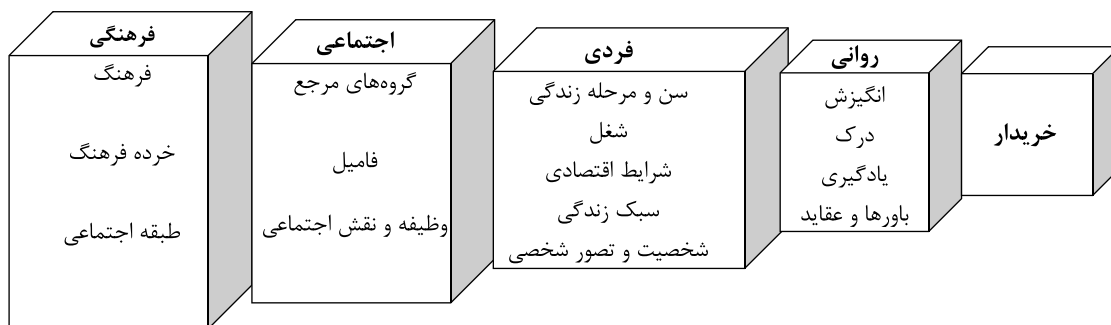 فرهنگی
فرهنگ
خرده فرهنگ
طبقه اجتماعی
اجتماعی
گروه‌های مرجع
فامیل
وظیفه و نقش اجتماعی
فردی
سن و مرحله زندگی
شغل
شرایط اقتصادی
سبک زندگی
شخصیت و تصور شخصی
روانی
انگیزش
درک
یادگیری
باورها و عقاید
خریدار